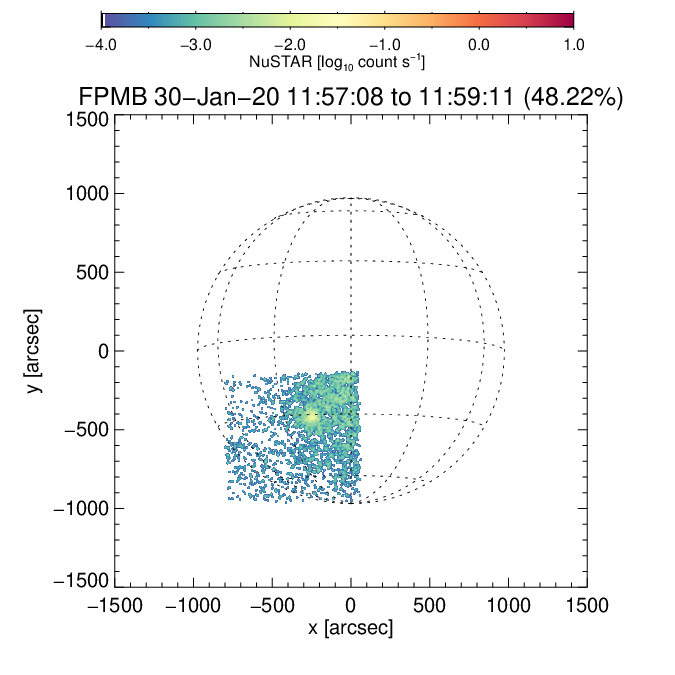 −4.0 −3.0 −2.0 −1.0 0.0 1.0
NuSTAR [log₁₀ count s⁻¹]
FPMB 30−Jan−20 11:57:08 to 11:59:11 (48.22%)
1500
1000
500
0
−500
−1000
−1500
y [arcsec]
−1500 −1000 −500 0 500 1000 1500
x [arcsec]